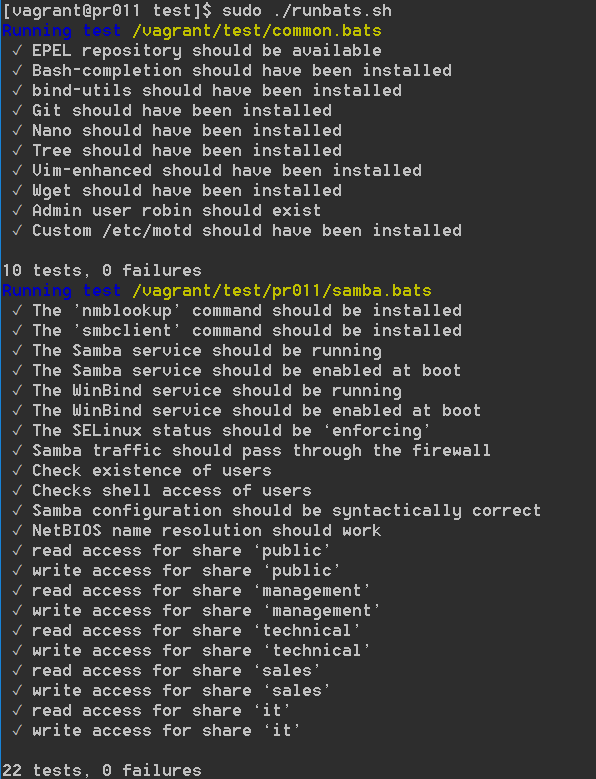 [vagrant@pr011 test]$ sudo ./runbats.sh
Running test /vagrant/test/common.bats
✓ EPEL repository should be available
✓ Bash-completion should have been installed
✓ bind-utils should have been installed
✓ Git should have been installed
✓ Nano should have been installed
✓ Tree should have been installed
✓ Vim-enhanced should have been installed
✓ Wget should have been installed
✓ Admin user robin should exist
✓ Custom /etc/motd should have been installed
10 tests, 0 failures
Running test /vagrant/test/pr011/samba.bats
✓ The 'nmblookup' command should be installed
✓ The 'smbclient' command should be installed
✓ The Samba service should be running
✓ The Samba service should be enabled at boot
✓ The WinBind service should be running
✓ The WinBind service should be enabled at boot
✓ The SELinux status should be ‘enforcing’
✓ Samba traffic should pass through the firewall
✓ Check existence of users
✓ Checks shell access of users
✓ Samba configuration should be syntactically correct
✓ NetBIOS name resolution should work
✓ read access for share ‘public’
✓ write access for share ‘public’
✓ read access for share ‘management’
✓ write access for share ‘management’
✓ read access for share ‘technical’
✓ write access for share ‘technical’
✓ read access for share ‘sales’
✓ write access for share ‘sales’
✓ read access for share ‘it’
✓ write access for share ‘it’
22 tests, 0 failures